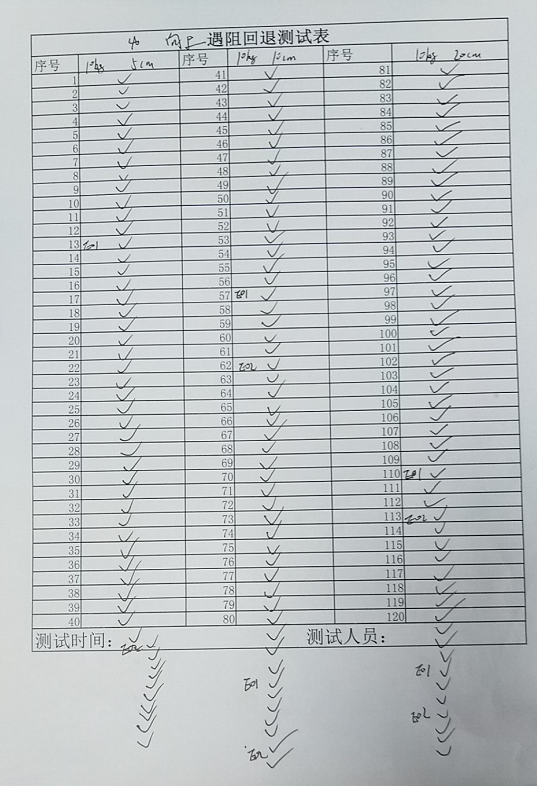 40 向上遇阻回退测试表
序号 10kg 5cm 序号 10kg 10cm 序号 10kg 20cm
1 ✓ 41 ✓ 81 ✓
2 ✓ 42 ✓ 82 ✓
3 ✓ 43 ✓ 83 ✓
4 ✓ 44 ✓ 84 ✓
5 ✓ 45 ✓ 85 ✓
6 ✓ 46 ✓ 86 ✓
7 ✓ 47 ✓ 87 ✓
8 ✓ 48 ✓ 88 ✓
9 ✓ 49 ✓ 89 ✓
10 ✓ 50 ✓ 90 ✓
11 ✓ 51 ✓ 91 ✓
12 ✓ 52 ✓ 92 ✓
13 E01 ✓ 53 ✓ 93 ✓
14 ✓ 54 ✓ 94 ✓
15 ✓ 55 ✓ 95 ✓
16 ✓ 56 ✓ 96 ✓
17 ✓ 57 E01 ✓ 97 ✓
18 ✓ 58 ✓ 98 ✓
19 ✓ 59 ✓ 99 ✓
20 ✓ 60 ✓ 100 ✓
21 ✓ 61 ✓ 101 ✓
22 ✓ 62 E02 ✓ 102 ✓
23 ✓ 63 ✓ 103 ✓
24 ✓ 64 ✓ 104 ✓
25 ✓ 65 ✓ 105 ✓
26 ✓ 66 ✓ 106 ✓
27 ✓ 67 ✓ 107 ✓
28 ✓ 68 ✓ 108 ✓
29 ✓ 69 ✓ 109 ✓
30 ✓ 70 ✓ 110 E01 ✓
31 ✓ 71 ✓ 111 ✓
32 ✓ 72 ✓ 112 ✓
33 ✓ 73 ✓ 113 E02 ✓
34 ✓ 74 ✓ 114 ✓
35 ✓ 75 ✓ 115 ✓
36 ✓ 76 ✓ 116 ✓
37 ✓ 77 ✓ 117 ✓
38 ✓ 78 ✓ 118 ✓
39 ✓ 79 ✓ 119 ✓
40 ✓ 80 ✓ 120 ✓
测试时间： 测试人员：
E02 ✓
E01 ✓ E01 ✓
E02 ✓
E02 ✓